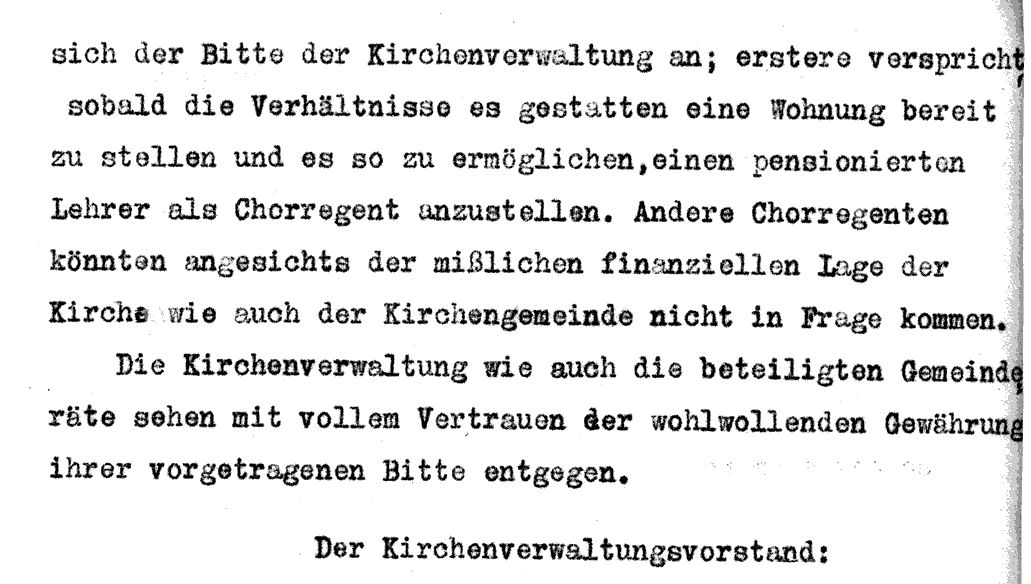 sich der Bitte der Kirchenverwaltung an; erstere verspricht,
sobald die Verhältnisse es gestatten eine Wohnung bereit
zu stellen und es so zu ermöglichen,einen pensionierten
Lehrer als Chorregent anzustellen. Andere Chorregenten
könnten angesichts der mißlichen finanziellen Lage der
Kirche wie auch der Kirchengemeinde nicht in Frage kommen.
Die Kirchenverwaltung wie auch die beteiligten Gemeinde
räte sehen mit vollem Vertrauen der wohlwollenden Gewährung
ihrer vorgetragenen Bitte entgegen.
Der Kirchenverwaltungsvorstand: